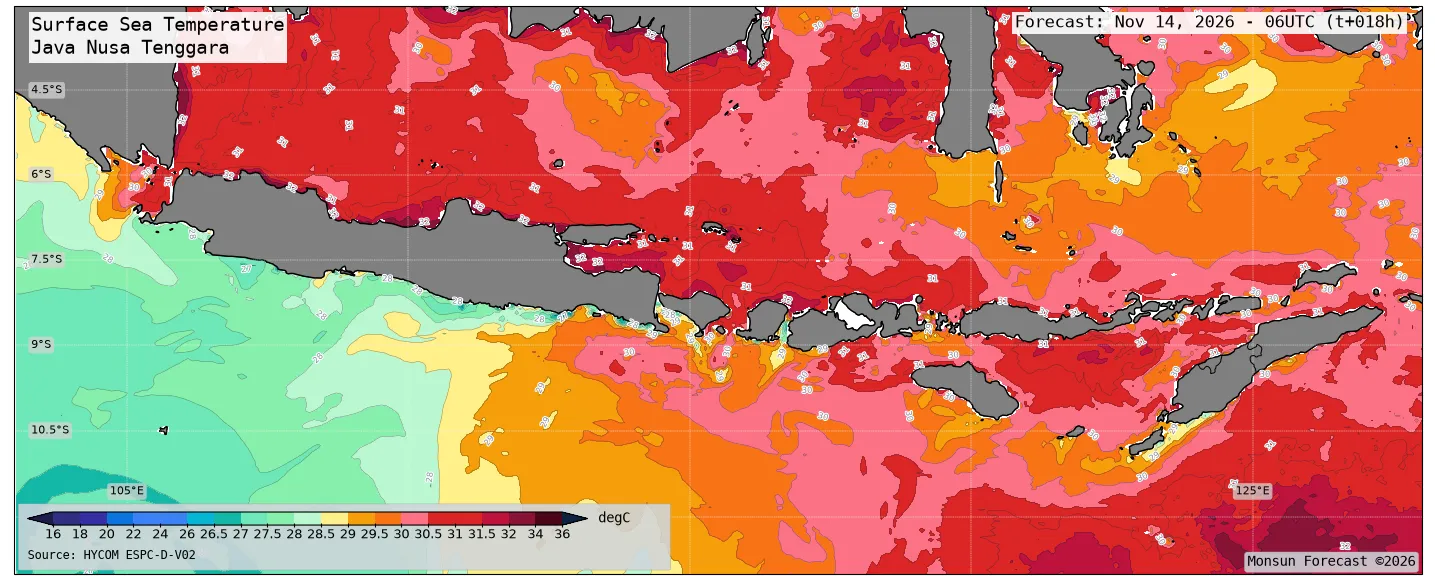 Surface Sea Temperature
Java Nusa Tenggara
Forecast: Nov 14, 2026 - 06UTC (t+018h)
4.5°S
6°S
7.5°S
9°S
10.5°S
105°E
125°E
degC
16 18 20 22 24 26 26.5 27 27.5 28 28.5 29 29.5 30 30.5 31 31.5 32 34 36
Source: HYCOM ESPC-D-V02
Monsun Forecast ©2026